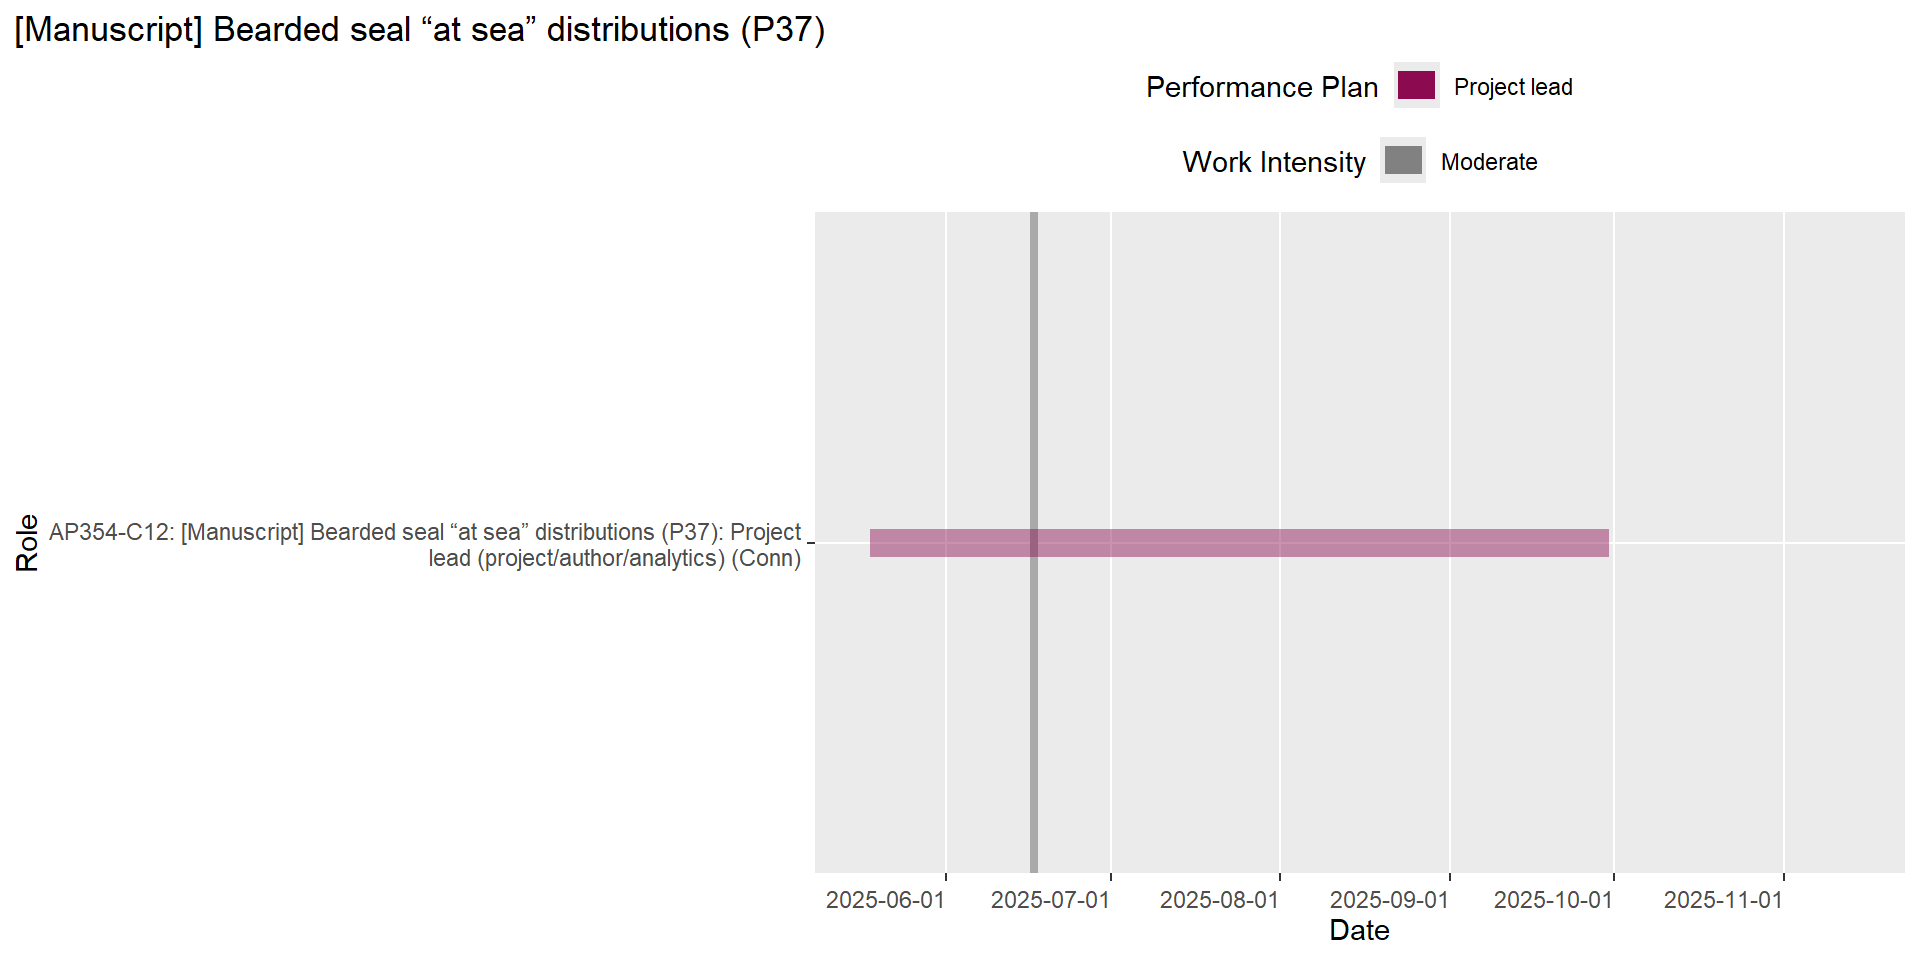 [Manuscript] Bearded seal “at sea” distributions (P37)
Performance Plan Project lead
Work Intensity Moderate
Role
AP354-C12: [Manuscript] Bearded seal “at sea” distributions (P37): Project
lead (project/author/analytics) (Conn)
2025-06-01 2025-07-01 2025-08-01 2025-09-01 2025-10-01 2025-11-01
Date